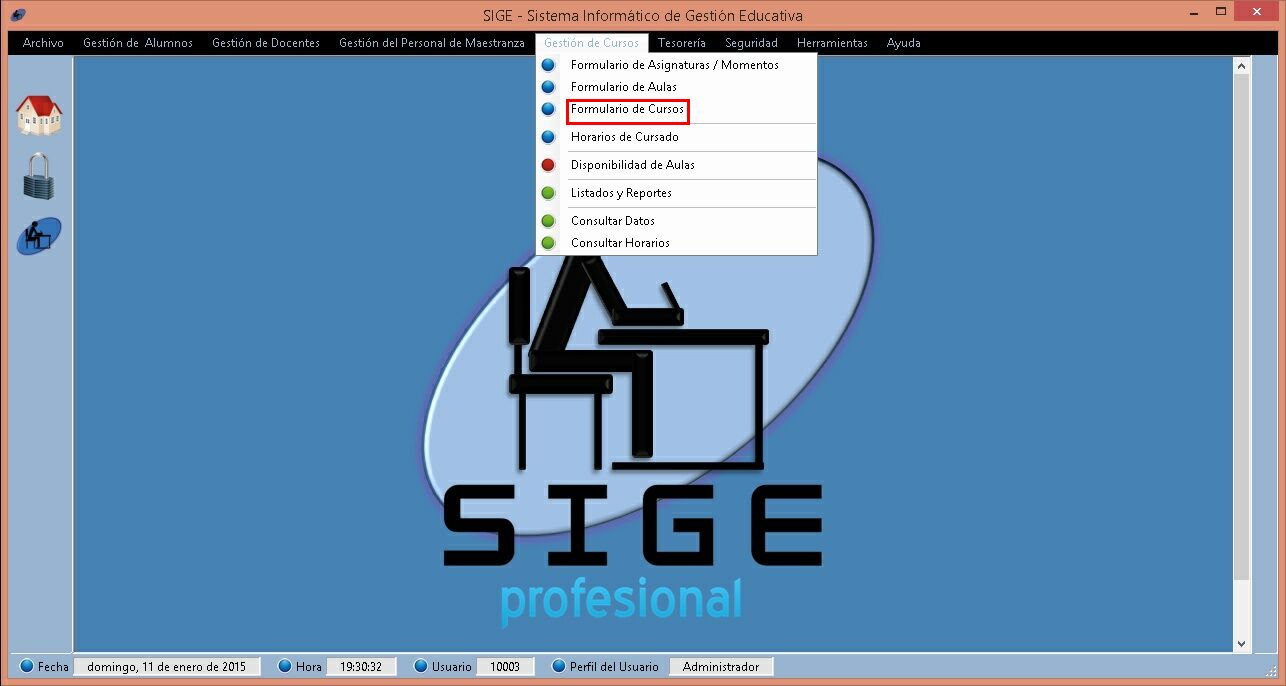 SIGE - Sistema Informático de Gestión Educativa
Archivo Gestión de Alumnos Gestión de Docentes Gestión del Personal de Maestranza Gestión de Cursos Tesorería Seguridad Herramientas Ayuda
Formulario de Asignaturas / Momentos
Formulario de Aulas
Formulario de Cursos
Horarios de Cursado
Disponibilidad de Aulas
Listados y Reportes
Consultar Datos
Consultar Horarios
SIGE
profesional
Fecha domingo, 11 de enero de 2015 Hora 19:30:32 Usuario 10003 Perfil del Usuario Administrador